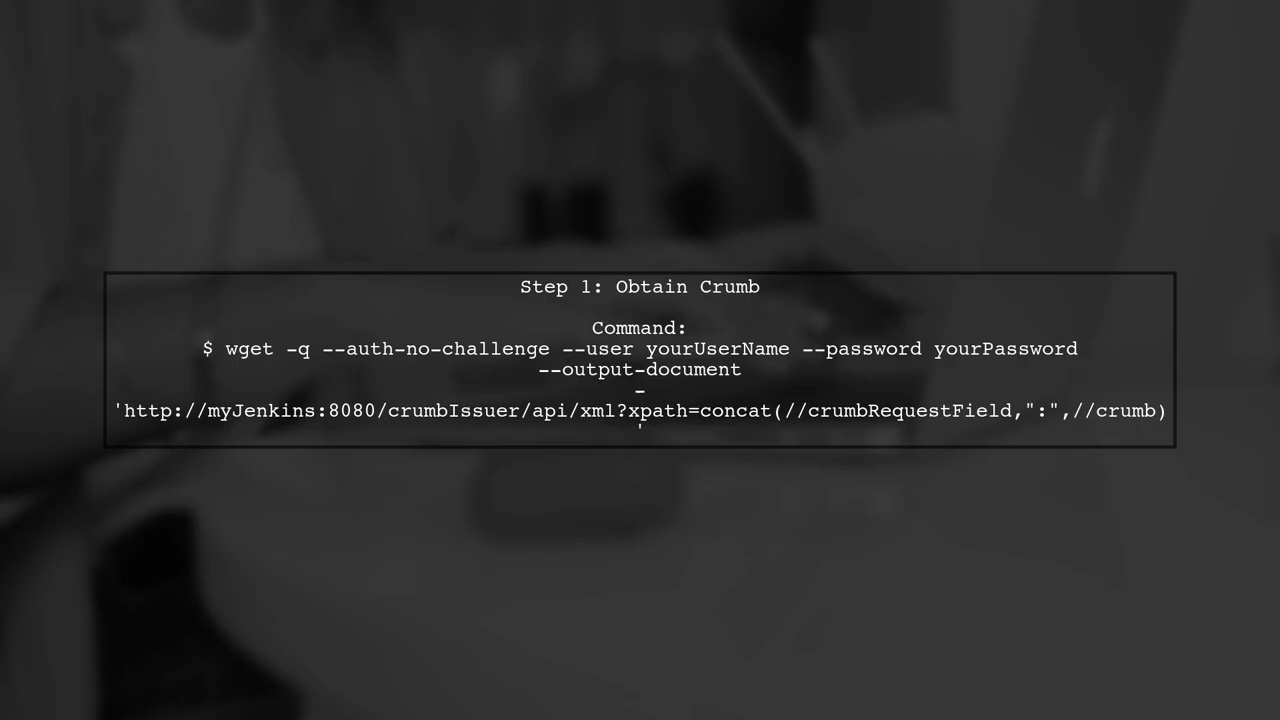 Step 1: Obtain Crumb
Command:
$ wget -q --auth-no-challenge --user yourUserName --password yourPassword
--output-document
-
'http://myJenkins:8080/crumbIssuer/api/xml?xpath=concat(//crumbRequestField,":",//crumb)
'